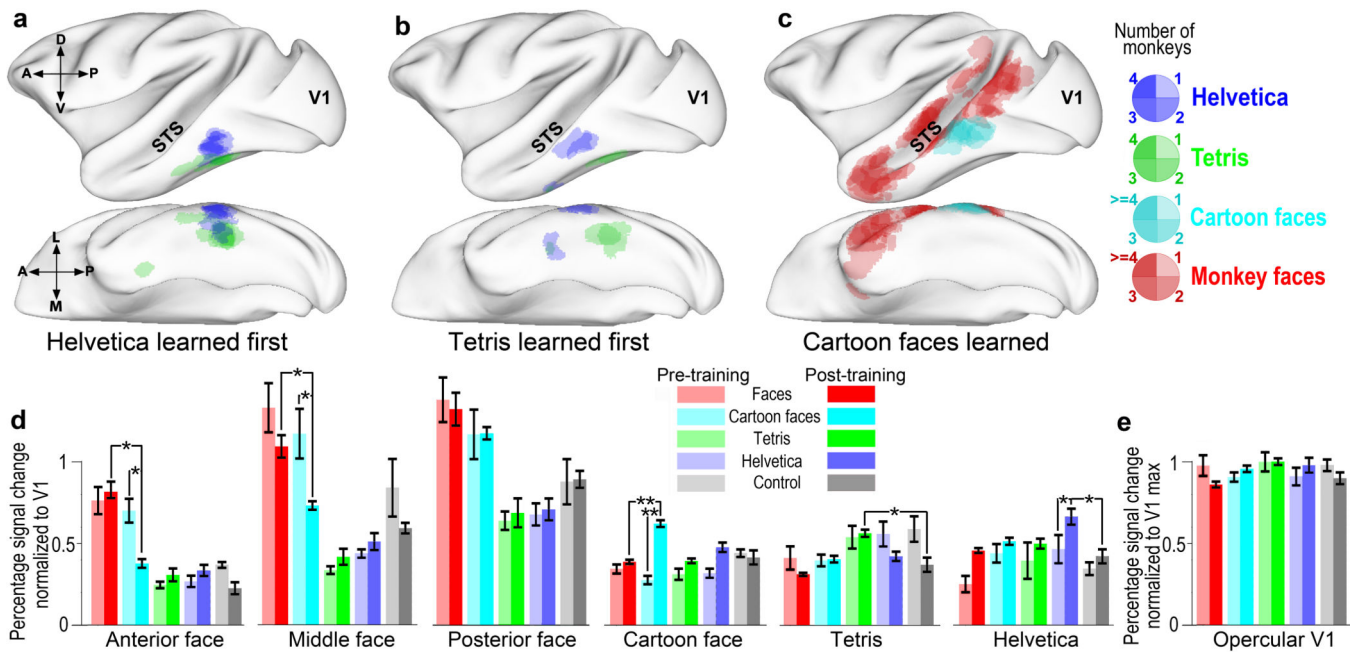 a
b
c
D
A P
V
STS
V1
STS
V1
STS
V1
L
A P
M
Helvetica learned first
Tetris learned first
Cartoon faces learned
Number of
monkeys
4 1
3 2
Helvetica
4 1
3 2
Tetris
>=4 1
3 2
Cartoon faces
>=4 1
3 2
Monkey faces
d
Percentage signal change
normalized to V1
1
0.5
0
*
*
Anterior face
*
*
Middle face
Posterior face
**
**
Cartoon face
*
Tetris
*
*
Helvetica
Pre-training Post-training
Faces
Cartoon faces
Tetris
Helvetica
Control
e
Percentage signal change
normalized to V1 max
1
0.5
0
Opercular V1